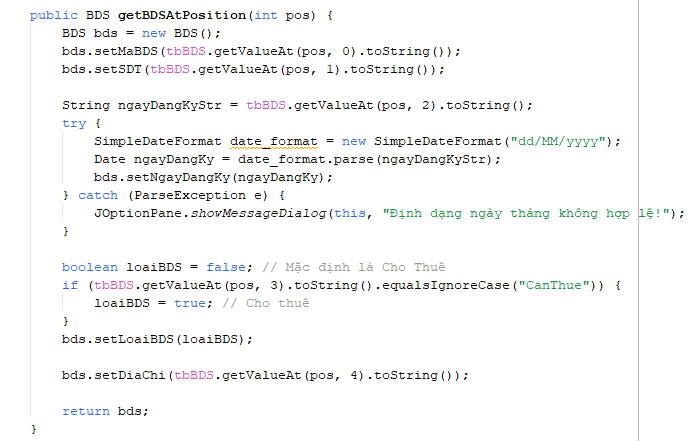 public BDS getBDSAtPosition(int pos) {
    BDS bds = new BDS();
    bds.setMaBDS(tbBDS.getValueAt(pos, 0).toString());
    bds.setSDT(tbBDS.getValueAt(pos, 1).toString());

    String ngayDangKyStr = tbBDS.getValueAt(pos, 2).toString();
    try {
        SimpleDateFormat date_format = new SimpleDateFormat("dd/MM/yyyy");
        Date ngayDangKy = date_format.parse(ngayDangKyStr);
        bds.setNgayDangKy(ngayDangKy);
    } catch (ParseException e) {
        JOptionPane.showMessageDialog(this, "Định dạng ngày tháng không hợp lệ!");
    }

    boolean loaiBDS = false; // Mặc định là Cho Thuê
    if (tbBDS.getValueAt(pos, 3).toString().equalsIgnoreCase("CanThue")) {
        loaiBDS = true; // Cho thuê
    }
    bds.setLoaiBDS(loaiBDS);

    bds.setDiaChi(tbBDS.getValueAt(pos, 4).toString());

    return bds;
}